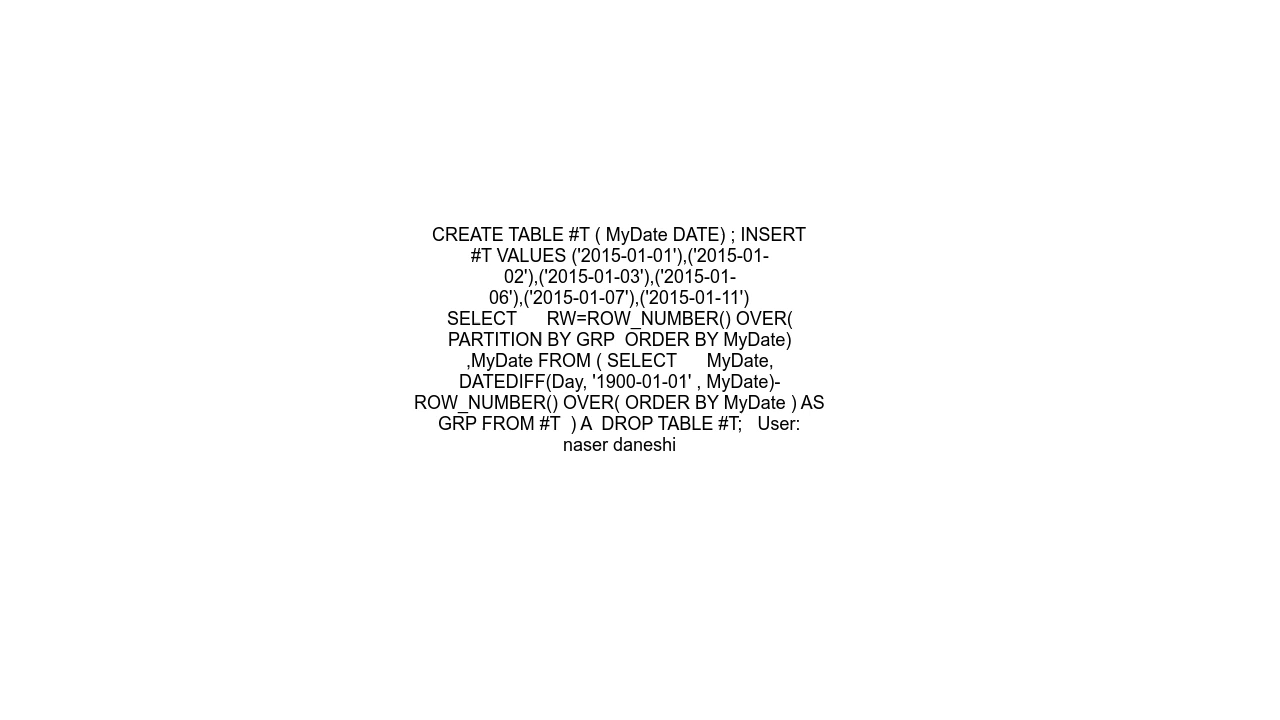 CREATE TABLE #T ( MyDate DATE) ; INSERT
#T VALUES ('2015-01-01'),('2015-01-
02'),('2015-01-03'),('2015-01-
06'),('2015-01-07'),('2015-01-11')
SELECT      RW=ROW_NUMBER() OVER(
PARTITION BY GRP  ORDER BY MyDate)
,MyDate FROM ( SELECT      MyDate,
DATEDIFF(Day, '1900-01-01' , MyDate)-
ROW_NUMBER() OVER( ORDER BY MyDate ) AS
GRP FROM #T  ) A  DROP TABLE #T;   User:
naser daneshi